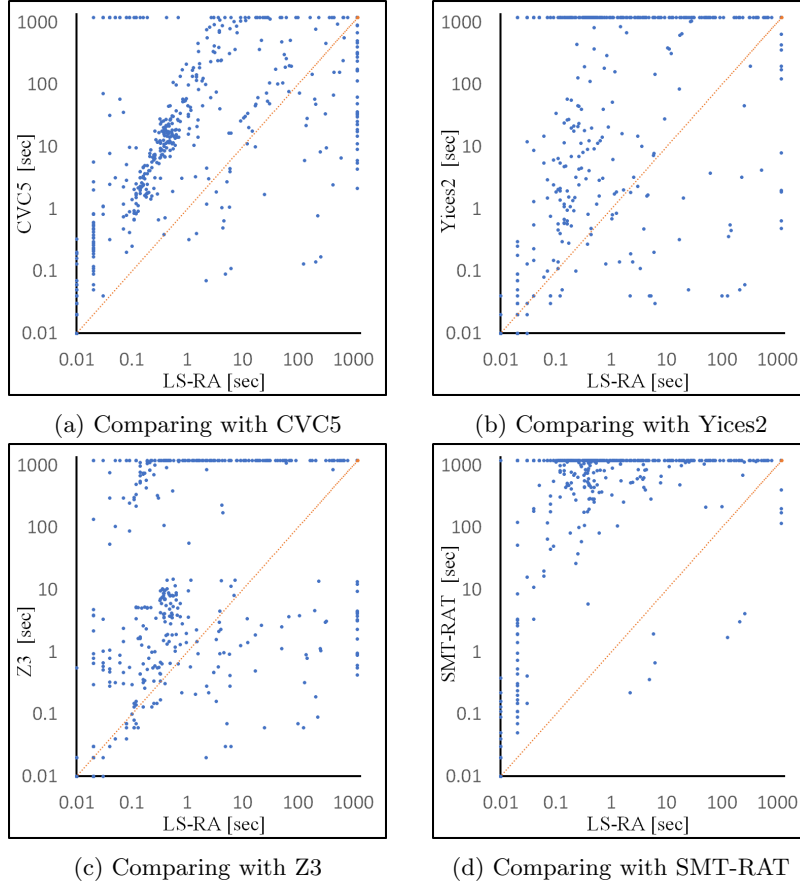 1000
100
10
1
0.1
0.01
CVC5 [sec]
0.01 0.1 1 10 100 1000
LS-RA [sec]
(a) Comparing with CVC5
1000
100
10
1
0.1
0.01
Yices2 [sec]
0.01 0.1 1 10 100 1000
LS-RA [sec]
(b) Comparing with Yices2
1000
100
10
1
0.1
0.01
Z3 [sec]
0.01 0.1 1 10 100 1000
LS-RA [sec]
(c) Comparing with Z3
1000
100
10
1
0.1
0.01
SMT-RAT [sec]
0.01 0.1 1 10 100 1000
LS-RA [sec]
(d) Comparing with SMT-RAT